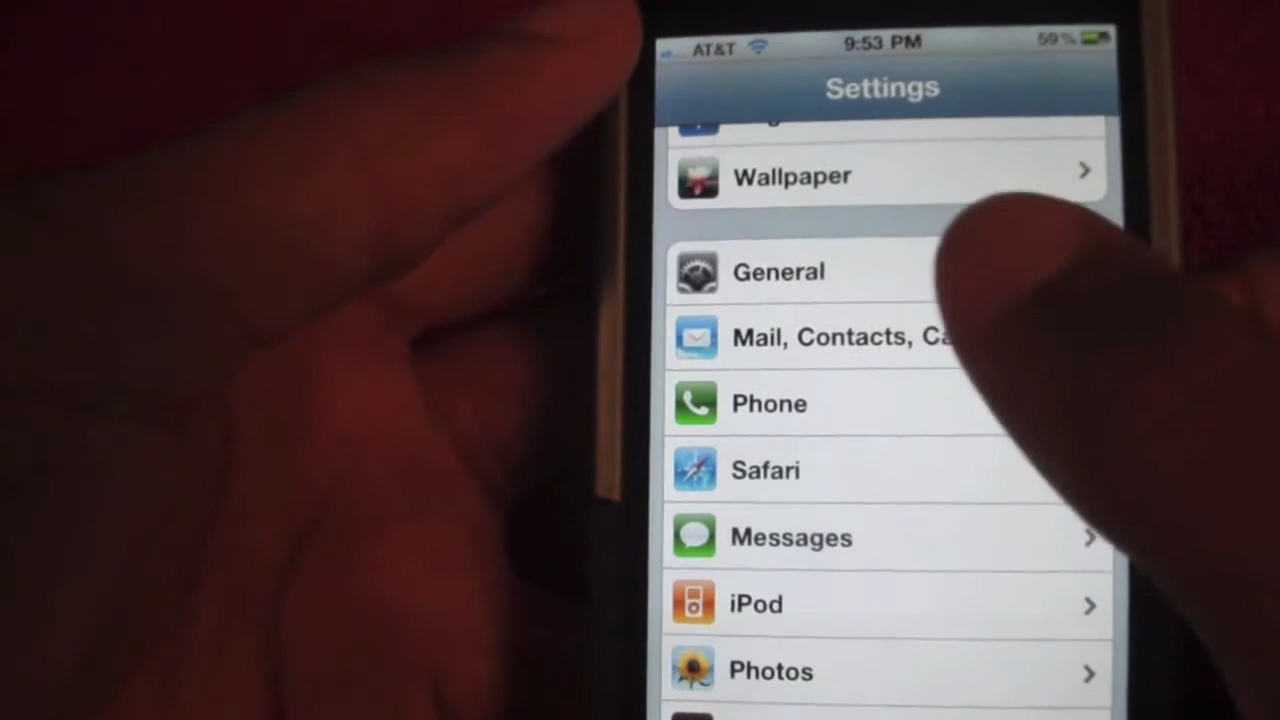 AT&T 9:53 PM 59%
Settings
Wallpaper
General
Mail, Contacts, Ca
Phone
Safari
Messages
iPod
Photos